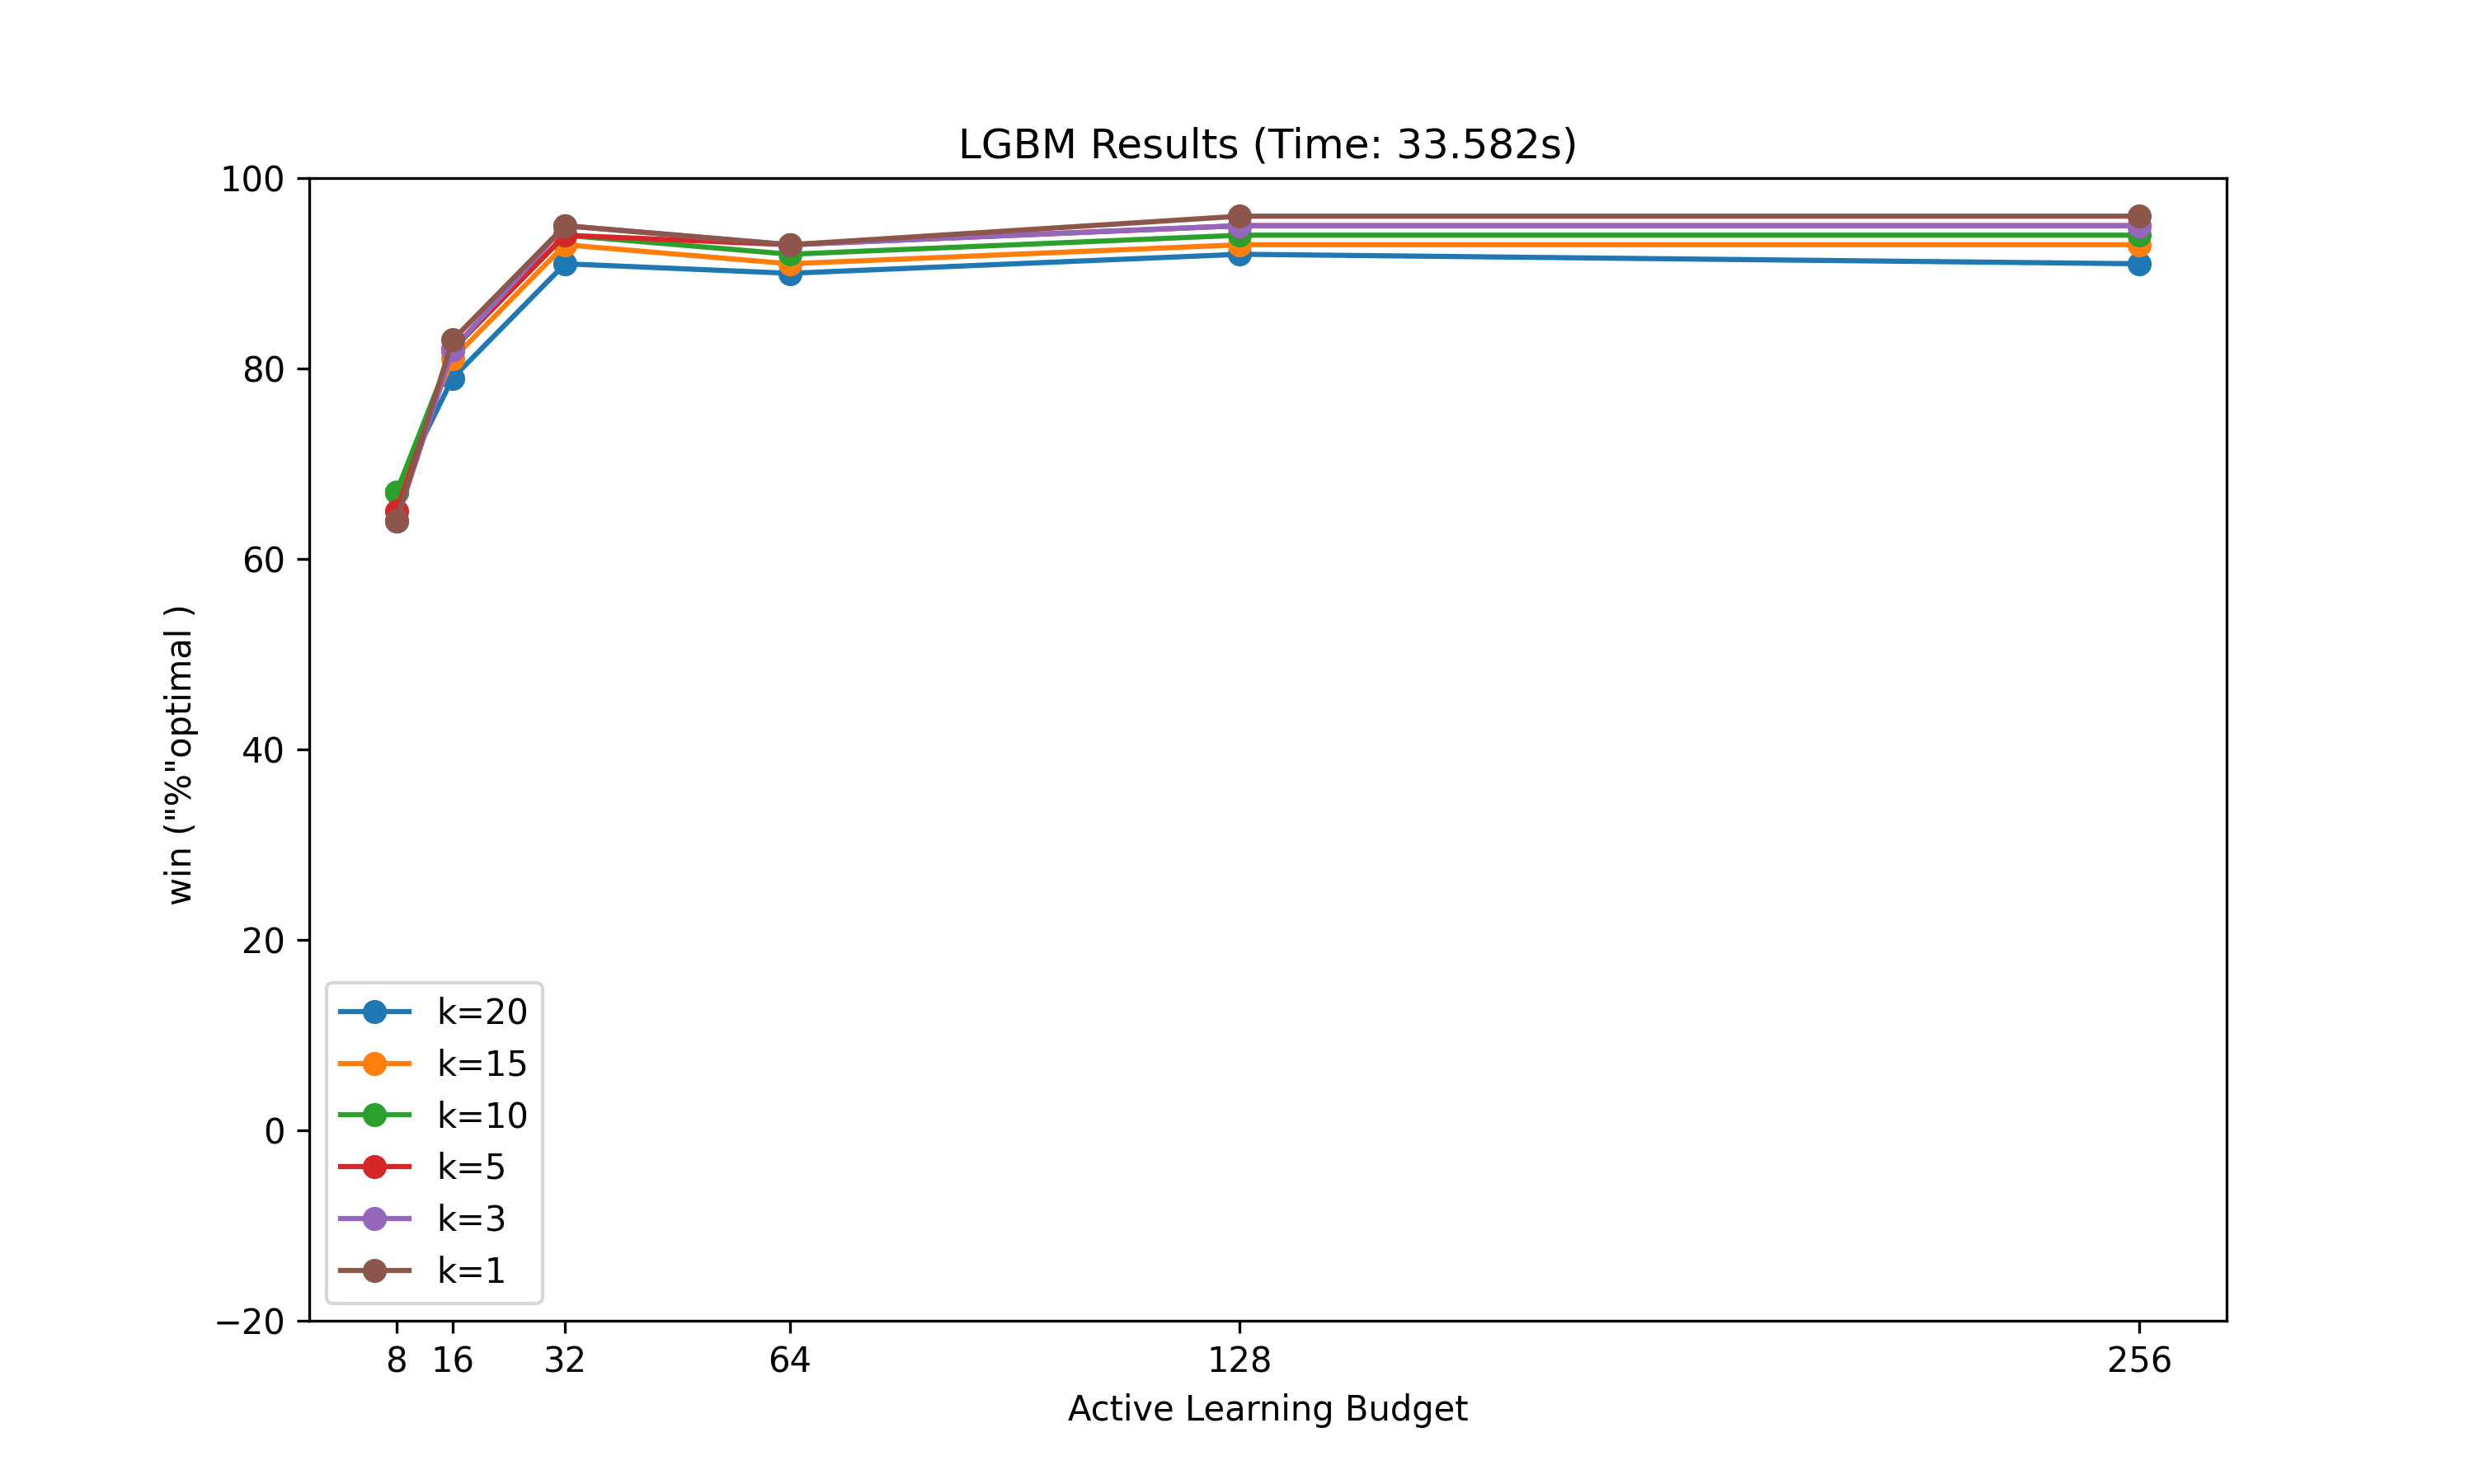 LGBM Results (Time: 33.582s)
100
80
60
40
20
0
−20
win ("%"optimal )
k=20
k=15
k=10
k=5
k=3
k=1
8 16 32 64 128 256
Active Learning Budget